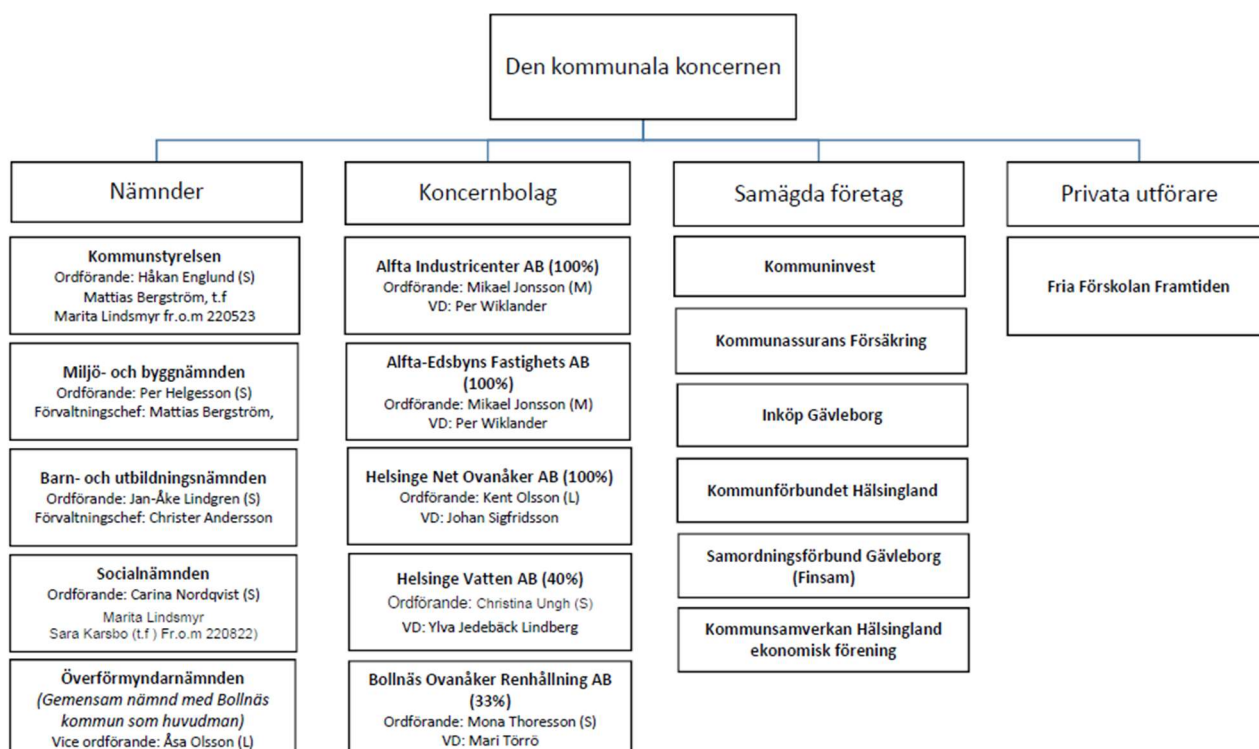 Den kommunala koncernen
Nämnder
Kommunstyrelsen
Ordförande: Håkan Englund (S)
Mattias Bergström, t.f
Marita Lindsmyr fr.o.m 220523
Miljö- och byggnämnden
Ordförande: Per Helgesson (S)
Förvaltningschef: Mattias Bergström,
Barn- och utbildningsnämnden
Ordförande: Jan-Åke Lindgren (S)
Förvaltningschef: Christer Andersson
Socialnämnden
Ordförande: Carina Nordqvist (S)
Marita Lindsmyr
Sara Karsbo (t.f ) Fr.o.m 220822)
Överförmyndarnämnden
(Gemensam nämnd med Bollnäs
kommun som huvudman)
Vice ordförande: Åsa Olsson (L)
Koncernbolag
Alfta Industricenter AB (100%)
Ordförande: Mikael Jonsson (M)
VD: Per Wiklander
Alfta-Edsbyns Fastighets AB
(100%)
Ordförande: Mikael Jonsson (M)
VD: Per Wiklander
Helsinge Net Ovanåker AB (100%)
Ordförande: Kent Olsson (L)
VD: Johan Sigfridsson
Helsinge Vatten AB (40%)
Ordförande: Christina Ungh (S)
VD: Ylva Jedebäck Lindberg
Bollnäs Ovanåker Renhållning AB
(33%)
Ordförande: Mona Thoresson (S)
VD: Mari Törrö
Samägda företag
Kommuninvest
Kommunassurans Försäkring
Inköp Gävleborg
Kommunförbundet Hälsingland
Samordningsförbund Gävleborg
(Finsam)
Kommunsamverkan Hälsingland
ekonomisk förening
Privata utförare
Fria Förskolan Framtiden